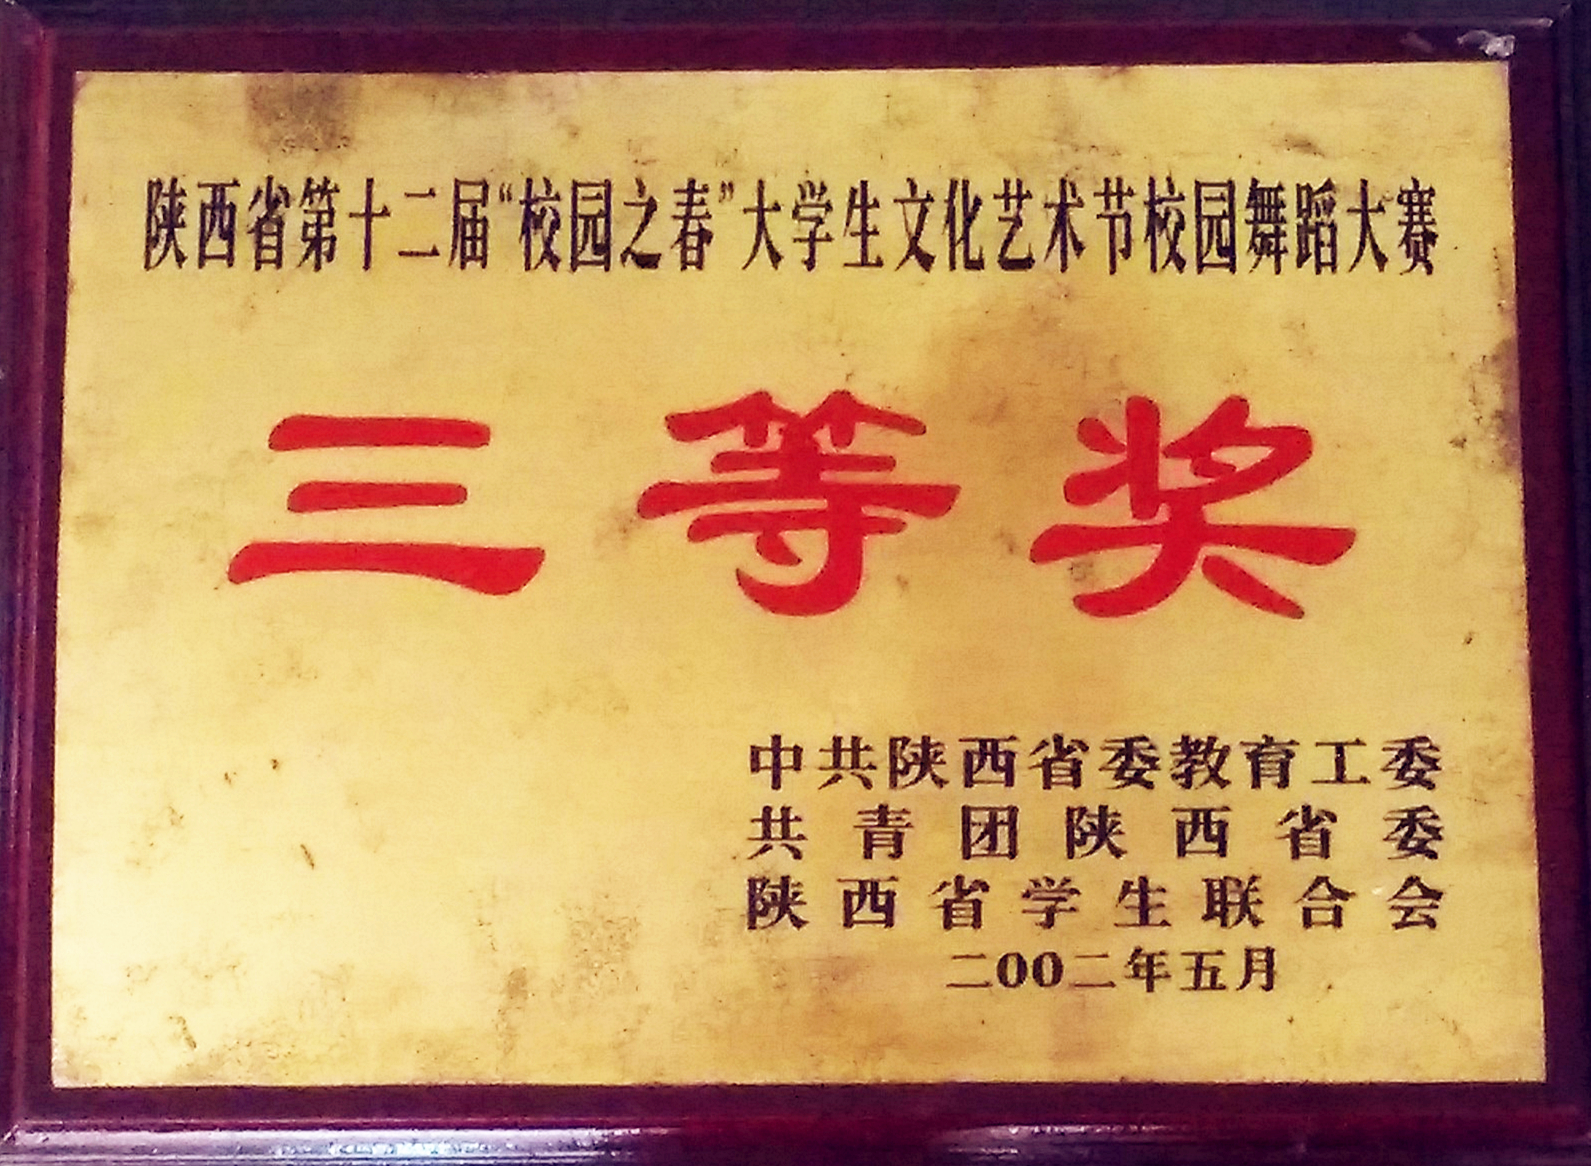 陕西省第十二届“校园之春”大学生文化艺术节校园舞蹈大赛
三等奖
中共陕西省委教育工委
共青团陕西省委
陕西省学生联合会
二00二年五月